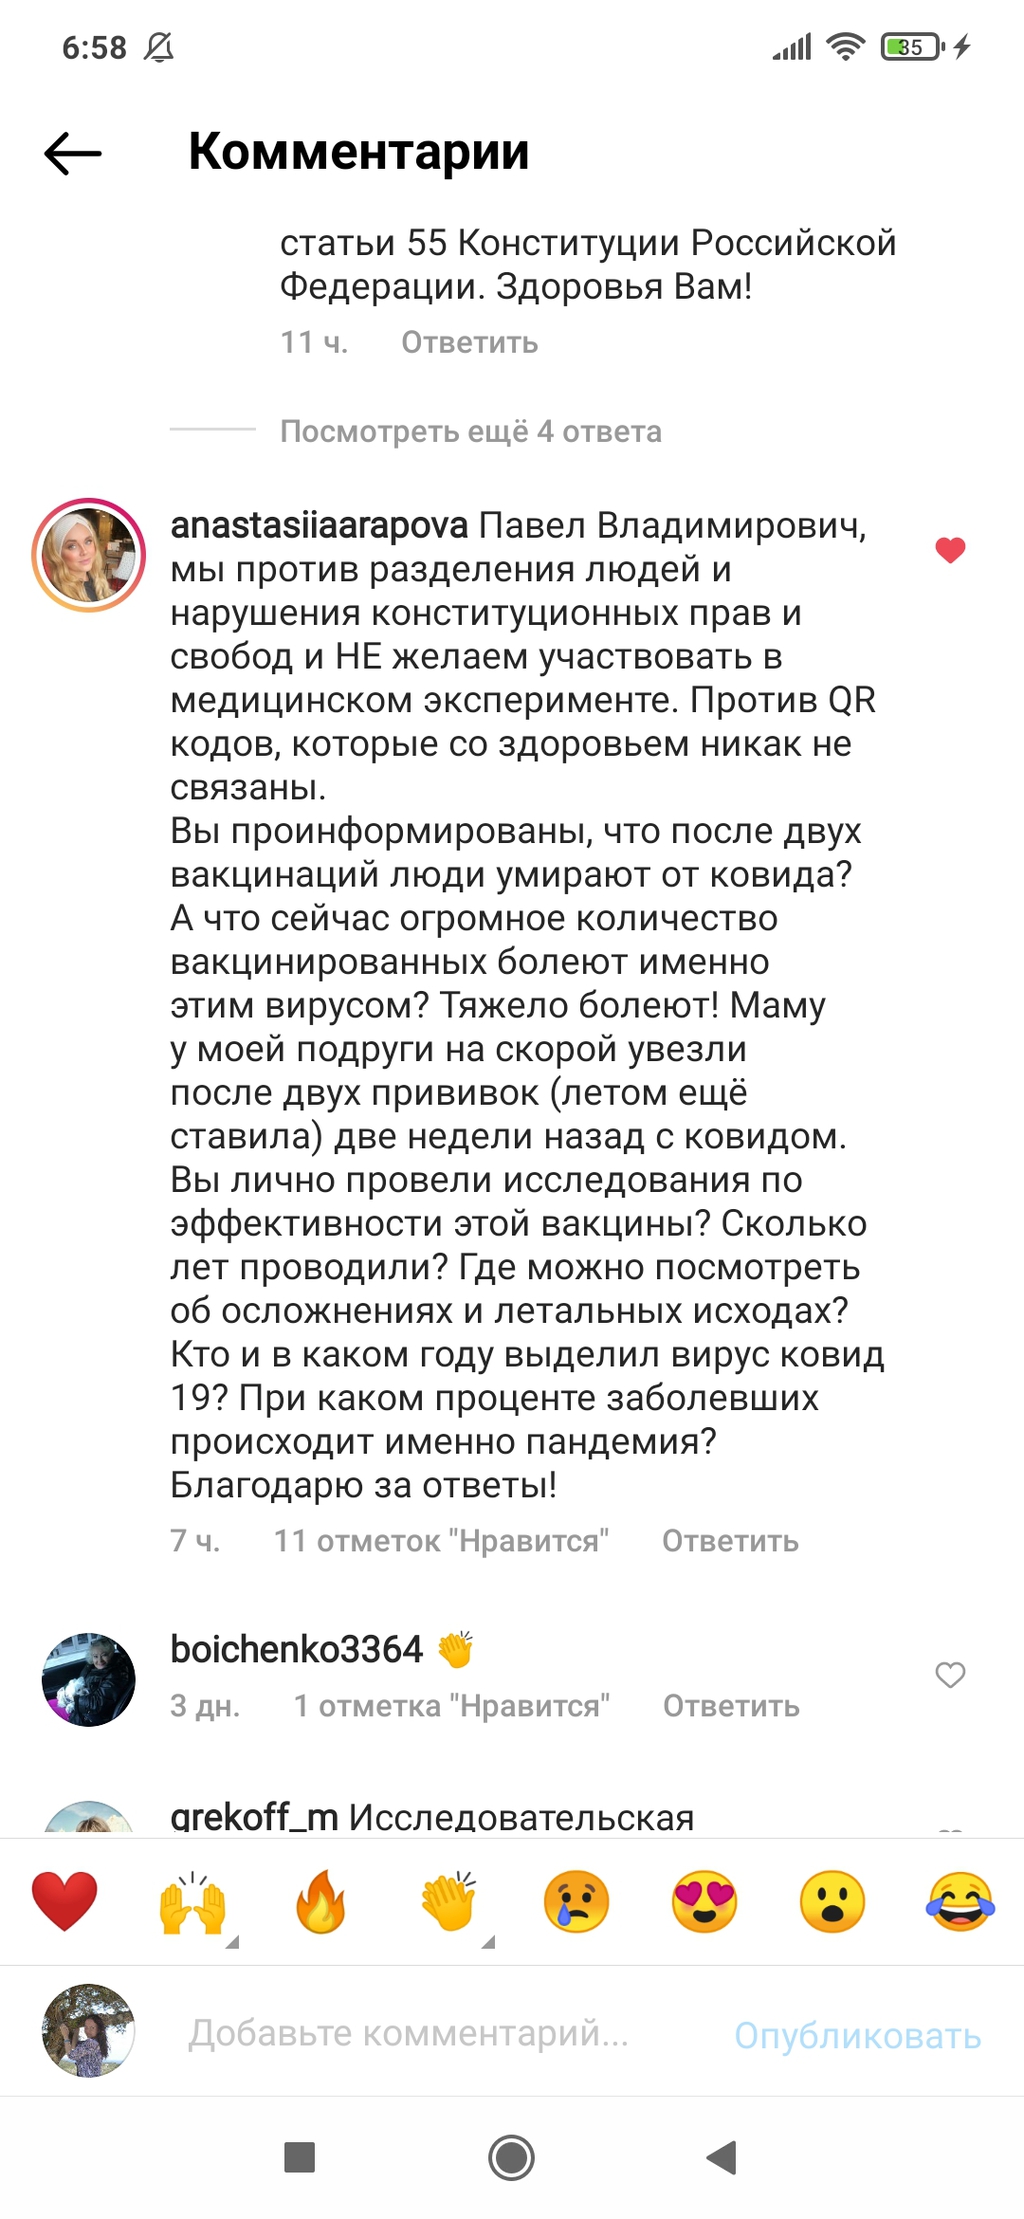 6:58
35
Комментарии
статьи 55 Конституции Российской
Федерации. Здоровья Вам!
11 ч. Ответить
Посмотреть ещё 4 ответа
anastasiiaarapova Павел Владимирович,
мы против разделения людей и
нарушения конституционных прав и
свобод и НЕ желаем участвовать в
медицинском эксперименте. Против QR
кодов, которые со здоровьем никак не
связаны.
Вы проинформированы, что после двух
вакцинаций люди умирают от ковида?
А что сейчас огромное количество
вакцинированных болеют именно
этим вирусом? Тяжело болеют! Маму
у моей подруги на скорой увезли
после двух прививок (летом ещё
ставила) две недели назад с ковидом.
Вы лично провели исследования по
эффективности этой вакцины? Сколько
лет проводили? Где можно посмотреть
об осложнениях и летальных исходах?
Кто и в каком году выделил вирус ковид
19? При каком проценте заболевших
происходит именно пандемия?
Благодарю за ответы!
7 ч. 11 отметок "Нравится" Ответить
boichenko3364 👏
3 дн. 1 отметка "Нравится" Ответить
grekoff_m Исследовательская
Добавьте комментарий... Опубликовать